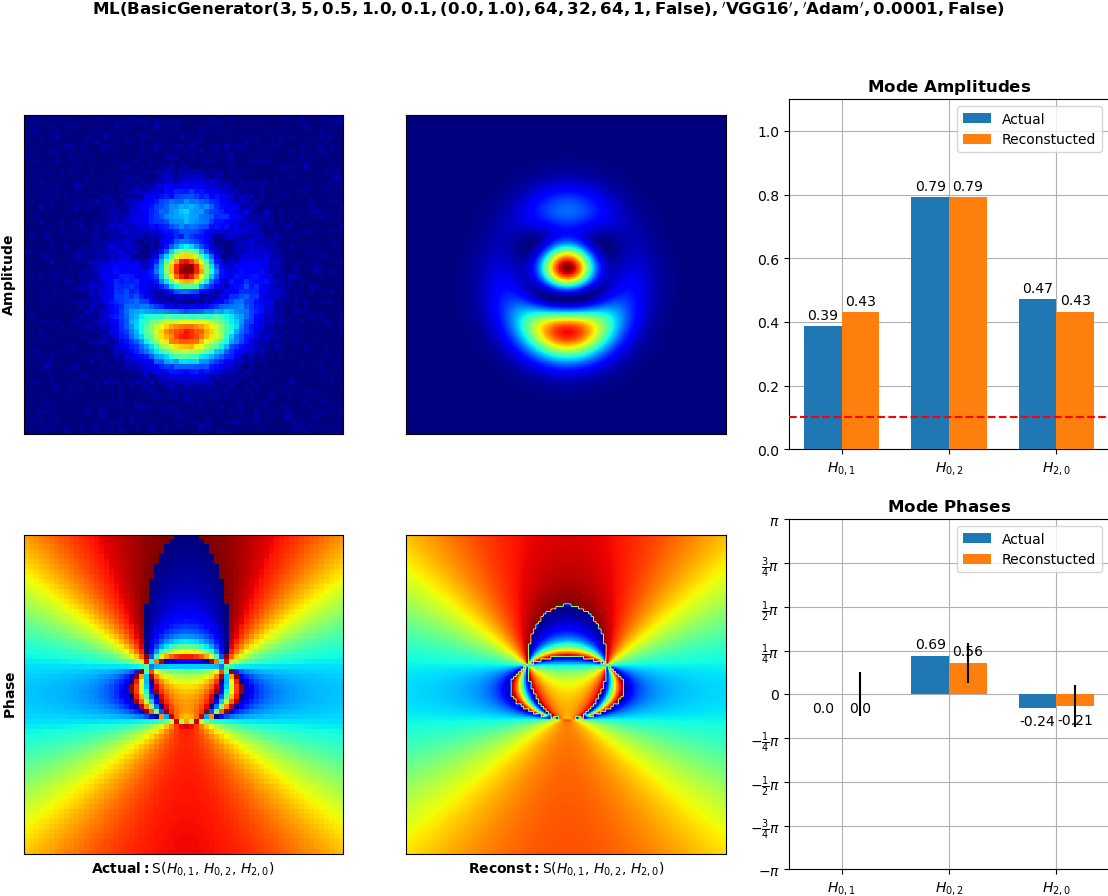 ML(BasicGenerator(3, 5, 0.5, 1.0, 0.1, (0.0, 1.0), 64, 32, 64, 1, False), ′VGG16′, ′Adam′, 0.0001, False)
Amplitude
Mode Amplitudes
Actual
Reconstucted
1.0
0.8
0.6
0.4
0.2
0.0
0.39
0.43
0.79
0.79
0.47
0.43
H0,1
H0,2
H2,0
Phase
Actual: S(H0,1, H0,2, H2,0)
Reconst: S(H0,1, H0,2, H2,0)
Mode Phases
Actual
Reconstucted
π
3/4π
1/2π
1/4π
0
−1/4π
−1/2π
−3/4π
−π
0.0
0.0
0.69
0.56
-0.24
-0.21
H0,1
H0,2
H2,0